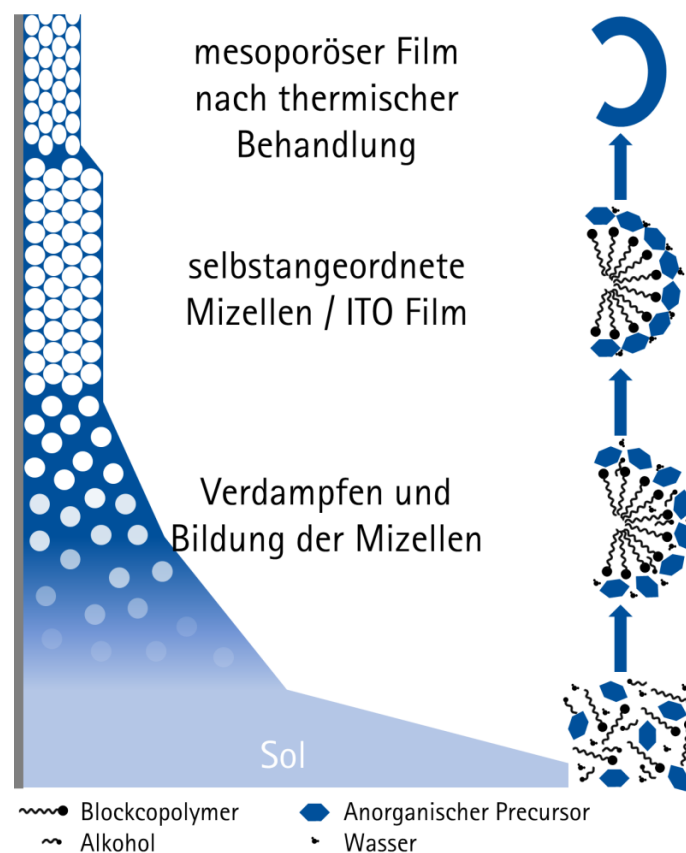 mesoporöser Film
nach thermischer
Behandlung
selbstangeordnete
Mizellen / ITO Film
Verdampfen und
Bildung der Mizellen
Sol
Blockcopolymer
Anorganischer Precursor
Alkohol
Wasser